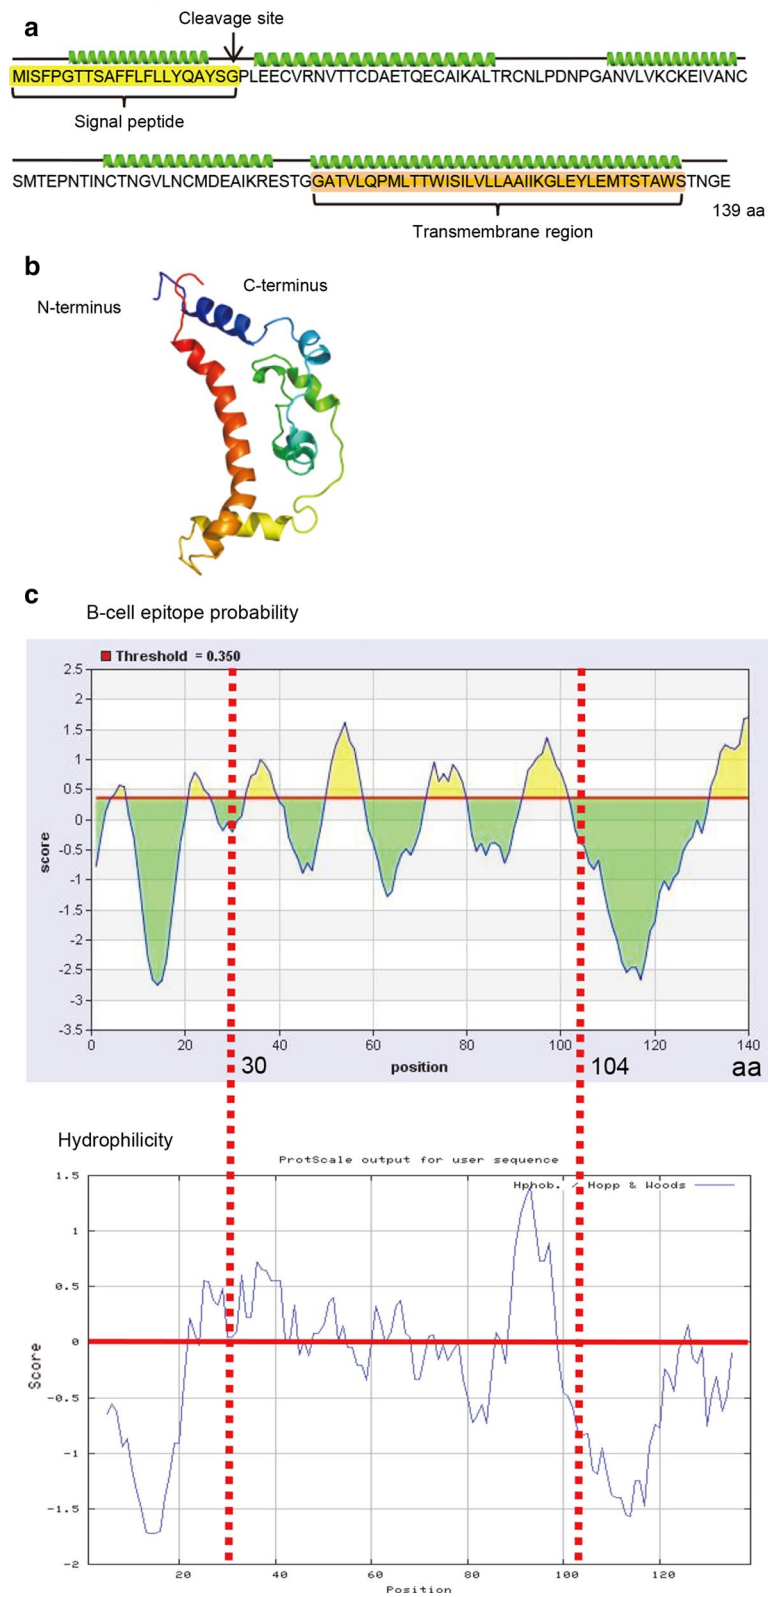 a
Cleavage site
MISFPGTTSAFFLFLLYQAYSGPLEECVRNVTTCDAETQECAIKALTRCNLPDNPGANVLVKCKEIVANC
Signal peptide
SMTEPNTINCTNGVLNCMDEAIKRESTGGATVLQPMLTTWISILVLLAAIIKGLEYLEMTSTAWSTNGE
139 aa
Transmembrane region
b
C-terminus
N-terminus
c
B-cell epitope probability
Threshold = 0.350
2.5
2
1.5
1
0.5
0
-0.5
-1
-1.5
-2
-2.5
-3
-3.5
score
0 20 40 60 80 100 120 140
30 position 104 aa
Hydrophilicity
ProtScale output for user sequence
Hphob. / Hopp & Woods
1.5
1
0.5
0
-0.5
-1
-1.5
-2
Score
20 40 60 80 100 120
Position